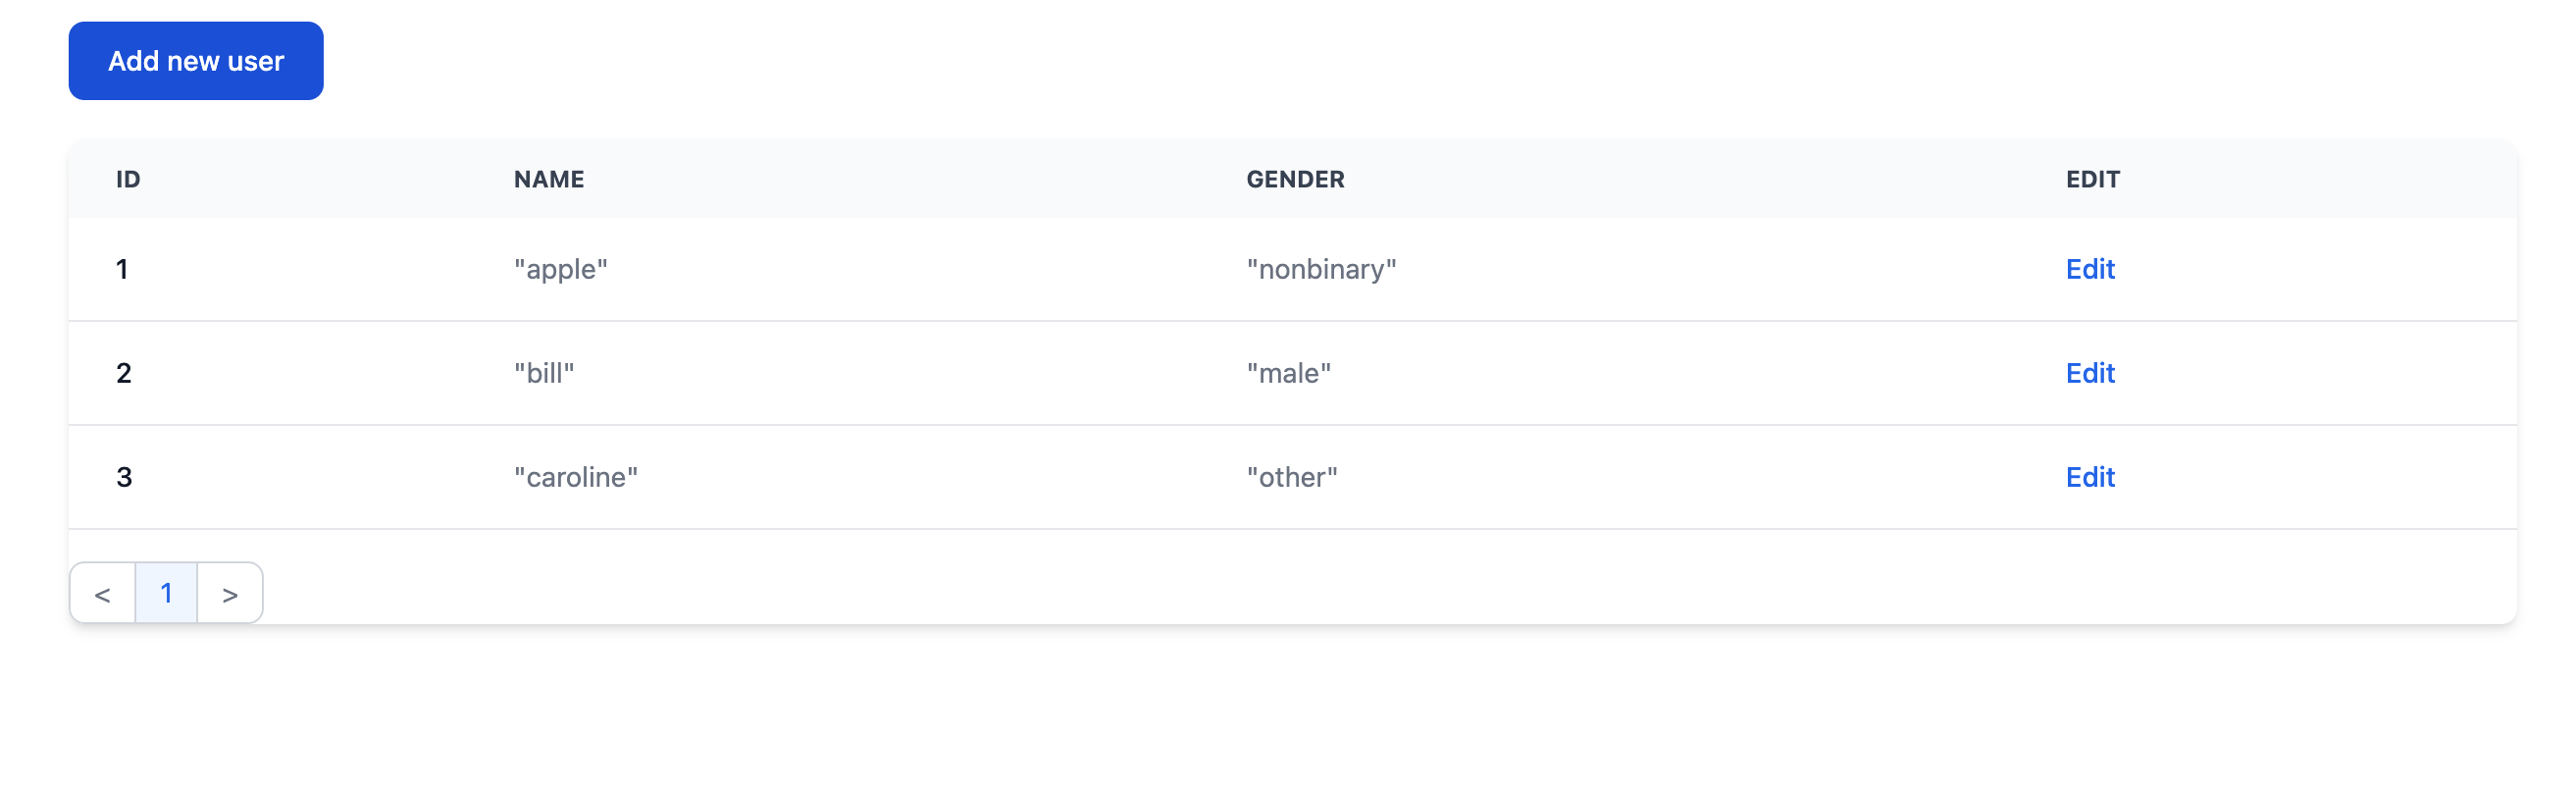 Add new user
ID NAME GENDER EDIT
1 "apple" "nonbinary" Edit
2 "bill" "male" Edit
3 "caroline" "other" Edit
< 1 >